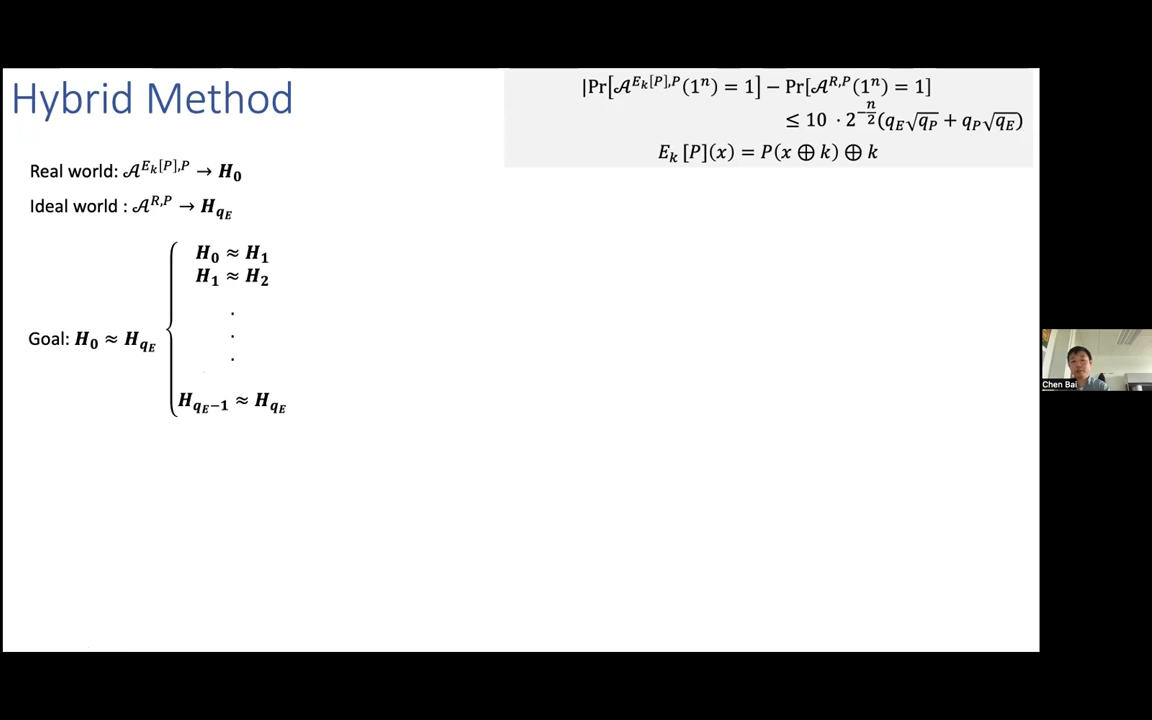 Hybrid Method
|Pr[𝒜^{E_k[P],P}(1^n) = 1] − Pr[𝒜^{R,P}(1^n) = 1]
≤ 10 · 2^{−n/2}(q_E√q_P + q_P√q_E)
E_k [P](x) = P(x ⊕ k) ⊕ k
Real world: 𝒜^{E_k[P],P} → H_0
Ideal world : 𝒜^{R,P} → H_{q_E}
H_0 ≈ H_1
H_1 ≈ H_2
.
.
Goal: H_0 ≈ H_{q_E}
.
H_{q_E−1} ≈ H_{q_E}
Chen Bai